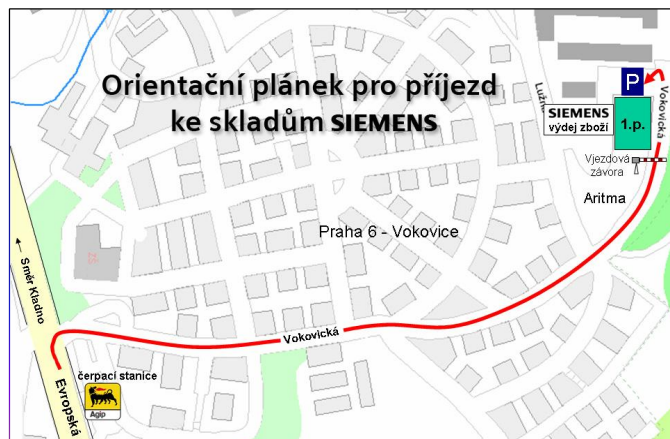 Orientační plánek pro příjezd
ke skladům SIEMENS
P
SIEMENS
výdej zboží
1.p.
Vokovická
Vjezdová
závora
Aritma
Praha 6 - Vokovice
← Směr Kladno
Vokovická
čerpací stanice
Agip
Evropská